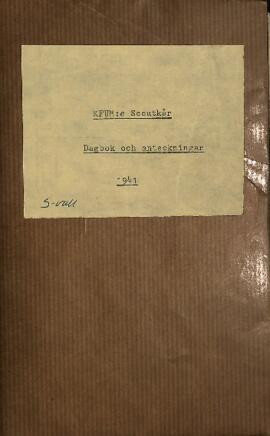 KFUM:s Scoutkår
Dagbok och anteckningar
1941
S-vall